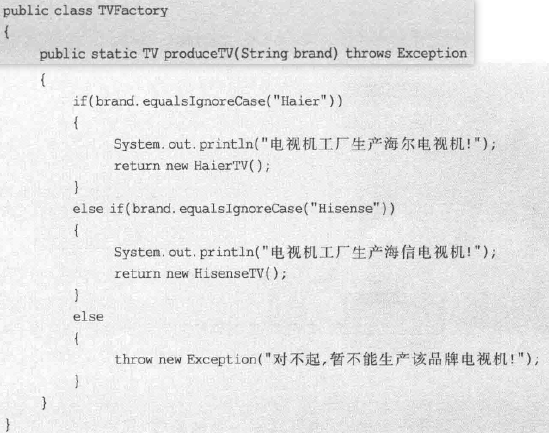 public class TVFactory
{
public static TV produceTV(String brand) throws Exception
{
if(brand.equalsIgnoreCase("Haier"))
{
System.out.println("电视机工厂生产海尔电视机!");
return new HaierTV();
}
else if(brand.equalsIgnoreCase("Hisense"))
{
System.out.println("电视机工厂生产海信电视机!");
return new HisenseTV();
}
else
{
throw new Exception("对不起,暂不能生产该品牌电视机!");
}
}
}